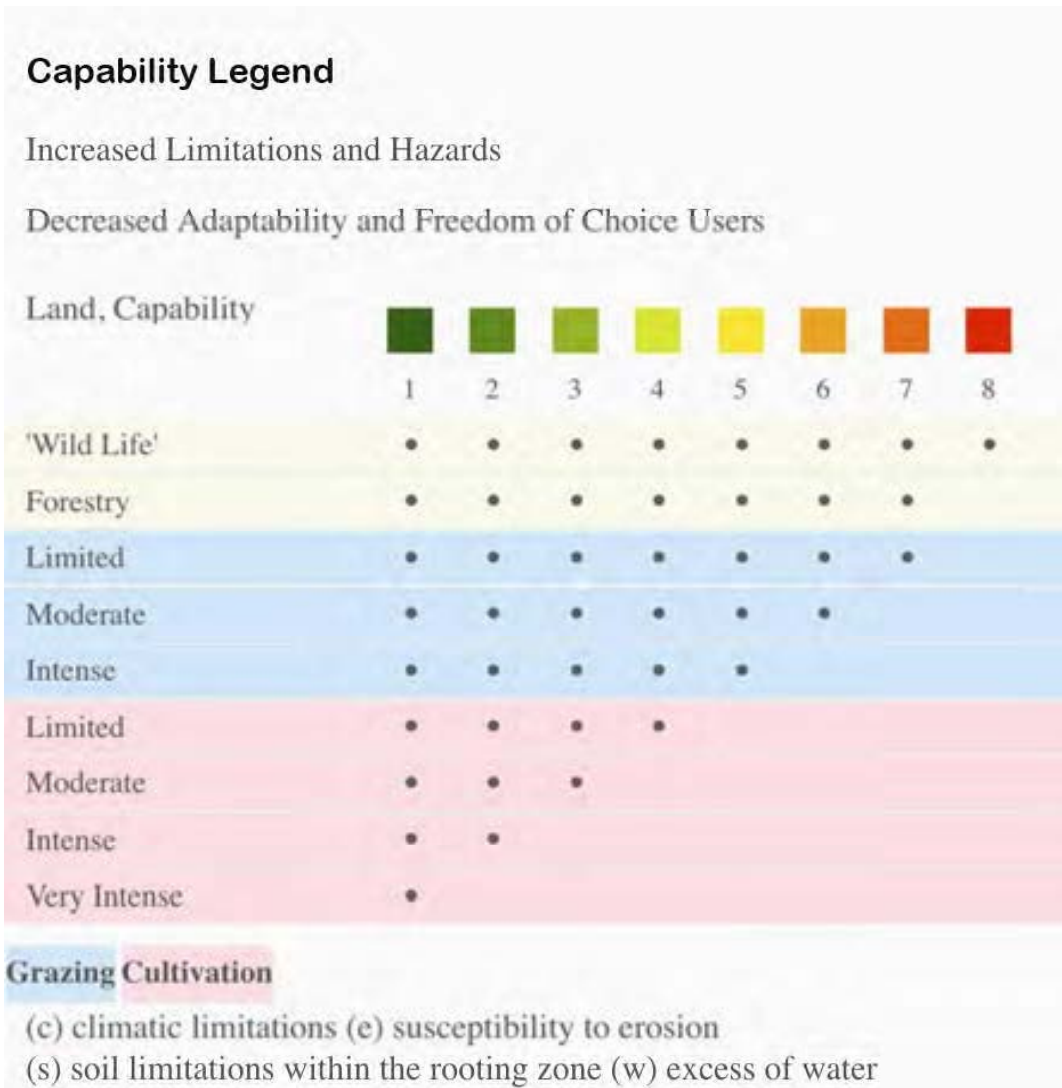 Capability Legend
Increased Limitations and Hazards
Decreased Adaptability and Freedom of Choice Users
Land, Capability
1 2 3 4 5 6 7 8
'Wild Life' • • • • • • • •
Forestry • • • • • • •
Limited • • • • • • •
Moderate • • • • • •
Intense • • • • •
Limited • • • •
Moderate • • •
Intense • •
Very Intense •
Grazing Cultivation
(c) climatic limitations (e) susceptibility to erosion
(s) soil limitations within the rooting zone (w) excess of water